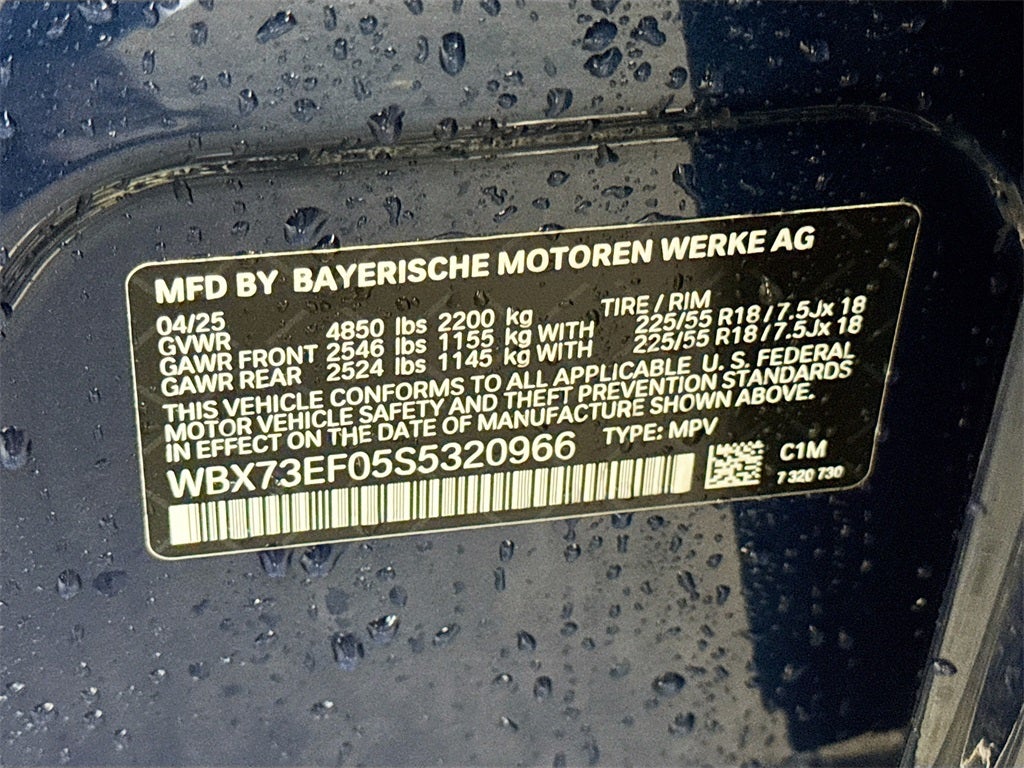 MFD BY BAYERISCHE MOTOREN WERKE AG
04/25 TIRE / RIM
GVWR 4850 lbs 2200 kg
GAWR FRONT 2546 lbs 1155 kg WITH 225/55 R18 / 7.5Jx 18
GAWR REAR 2524 lbs 1145 kg WITH 225/55 R18 / 7.5Jx 18
THIS VEHICLE CONFORMS TO ALL APPLICABLE U. S. FEDERAL
MOTOR VEHICLE SAFETY AND THEFT PREVENTION STANDARDS
IN EFFECT ON THE DATE OF MANUFACTURE SHOWN ABOVE.
WBX73EF05S5320966 TYPE: MPV
C1M
7 320 730